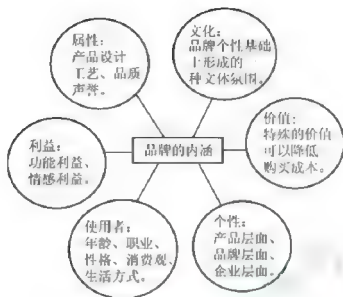 属性:
产品设计
工艺、品质
声誉。
文化:
品牌个性基础
上形成的
种文体氛围。
价值:
特殊的价值
可以降低
购买成本。
利益:
功能利益、
情感利益。
品牌的内涵
使用者:
年龄、职业、
性格、消费观、
生活方式。
个性:
产品层面、
品牌层面、
企业层面。